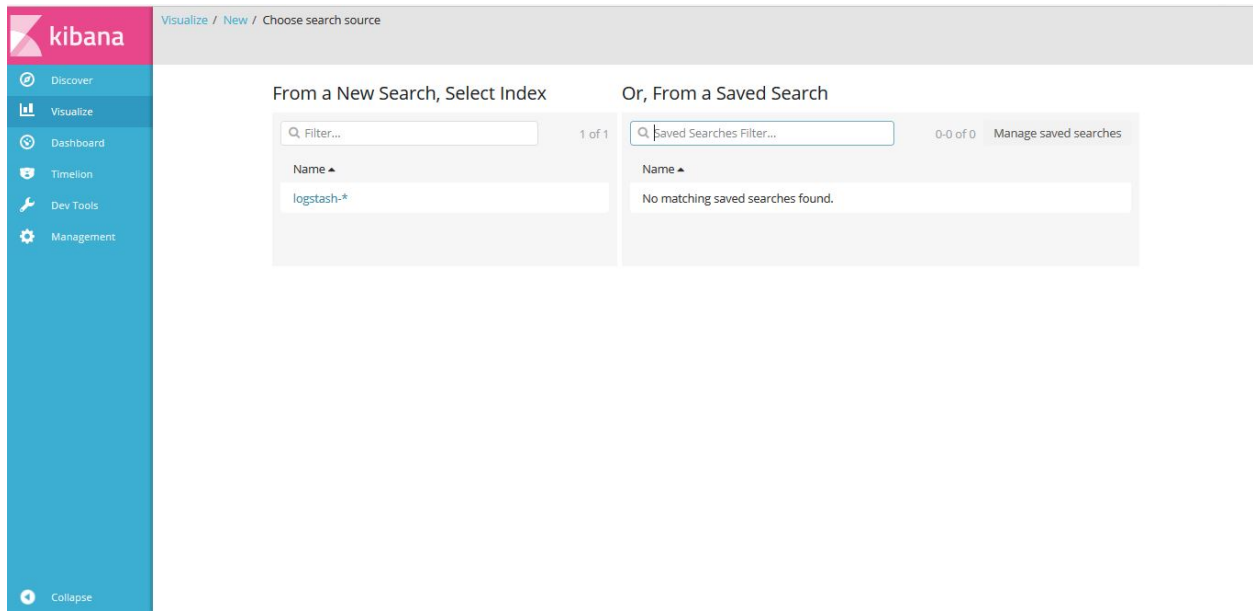 kibana
Visualize / New / Choose search source
Discover
Visualize
Dashboard
Timelion
Dev Tools
Management
Collapse
From a New Search, Select Index
Filter...
1 of 1
Name
logstash-*
Or, From a Saved Search
Saved Searches Filter...
0-0 of 0
Manage saved searches
Name
No matching saved searches found.